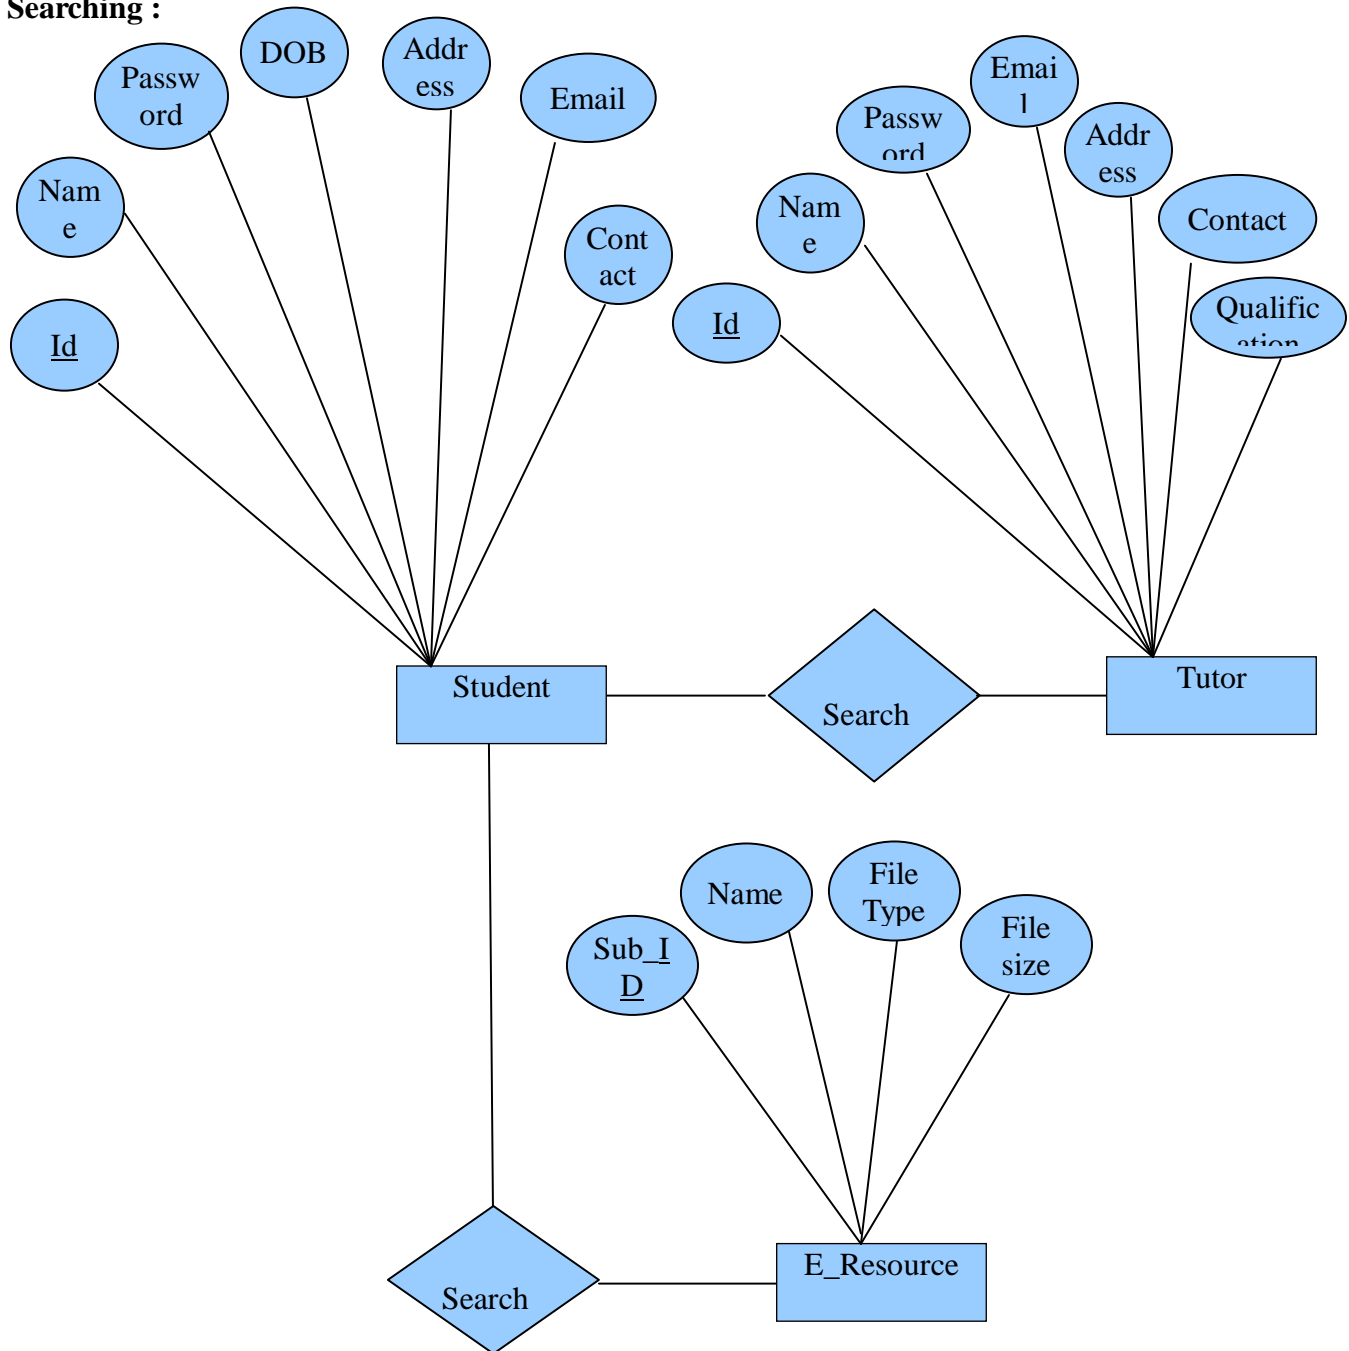 Searching :
DOB
Addr
ess
Passw
ord
Email
Nam
e
Cont
act
Id
Emai
l
Passw
ord
Addr
ess
Nam
e
Contact
Id
Qualific
ation
Student
Search
Tutor
Name
File
Type
File
size
Sub_I
D
E_Resource
Search